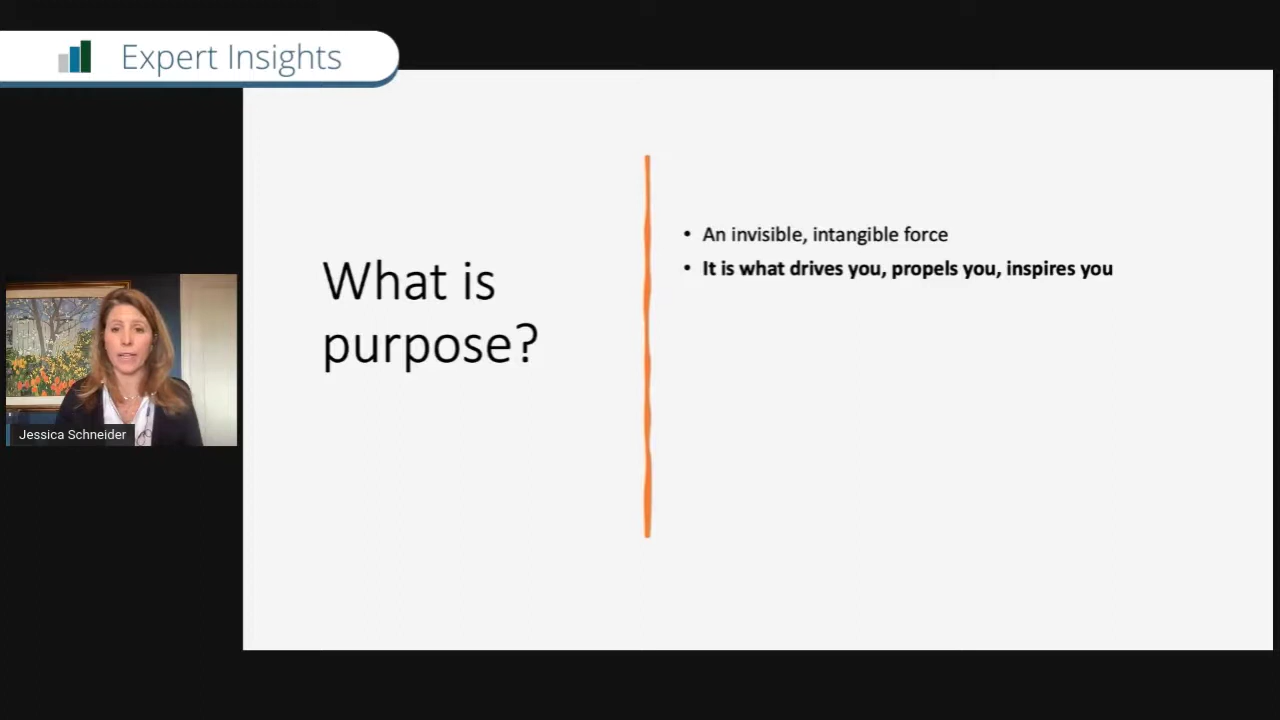 Expert Insights
What is
purpose?
• An invisible, intangible force
• It is what drives you, propels you, inspires you
Jessica Schneider